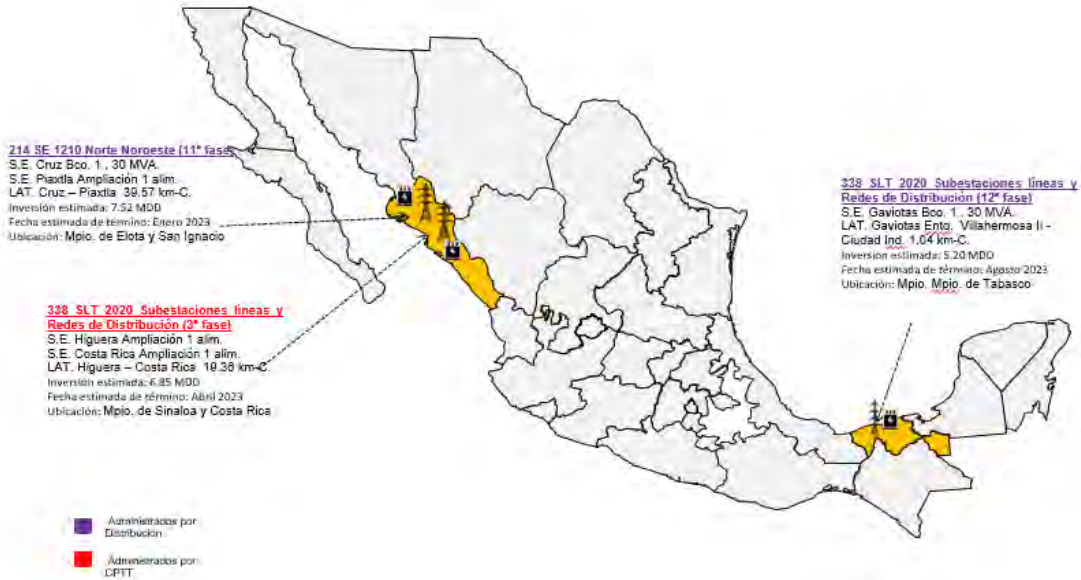 214 SE 1210 Norte Noroeste (11ª fase)
S.E. Cruz Bco. 1 , 30 MVA.
S.E. Piaxtla Ampliación 1 alim.
LAT. Cruz – Piaxtla 39.57 km-C.
Inversión estimada: 7.52 MDD
Fecha estimada de término: Enero 2023
Ubicación: Mpio. de Elota y San Ignacio
338 SLT 2020 Subestaciones líneas y
Redes de Distribución (3ª fase)
S.E. Higuera Ampliación 1 alim.
S.E. Costa Rica Ampliación 1 alim.
LAT. Higuera – Costa Rica 19.36 km-C.
Inversión estimada: 6.85 MDD
Fecha estimada de término: Abril 2023
Ubicación: Mpio. de Sinaloa y Costa Rica
338 SLT 2020 Subestaciones líneas y
Redes de Distribución (12ª fase)
S.E. Gaviotas Bco. 1 , 30 MVA.
LAT. Gaviotas Entq. Villahermosa II -
Ciudad Ind. 1.04 km-C.
Inversión estimada: 5.20 MDD
Fecha estimada de término: Agosto 2023
Ubicación: Mpio. Mpio. de Tabasco
Administrados por
Distribución
Administrados por
CPTT